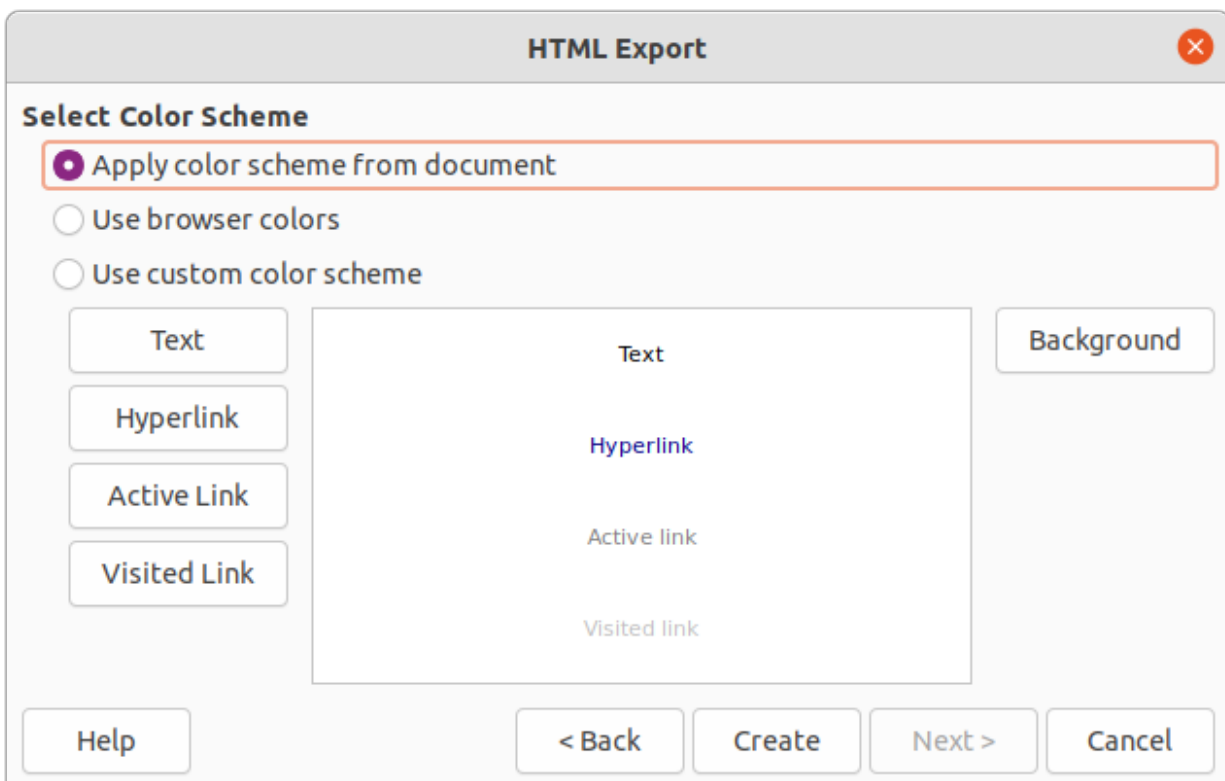 HTML Export
Select Color Scheme
Apply color scheme from document
Use browser colors
Use custom color scheme
Text
Hyperlink
Active Link
Visited Link
Text
Hyperlink
Active link
Visited link
Background
Help
< Back
Create
Next >
Cancel